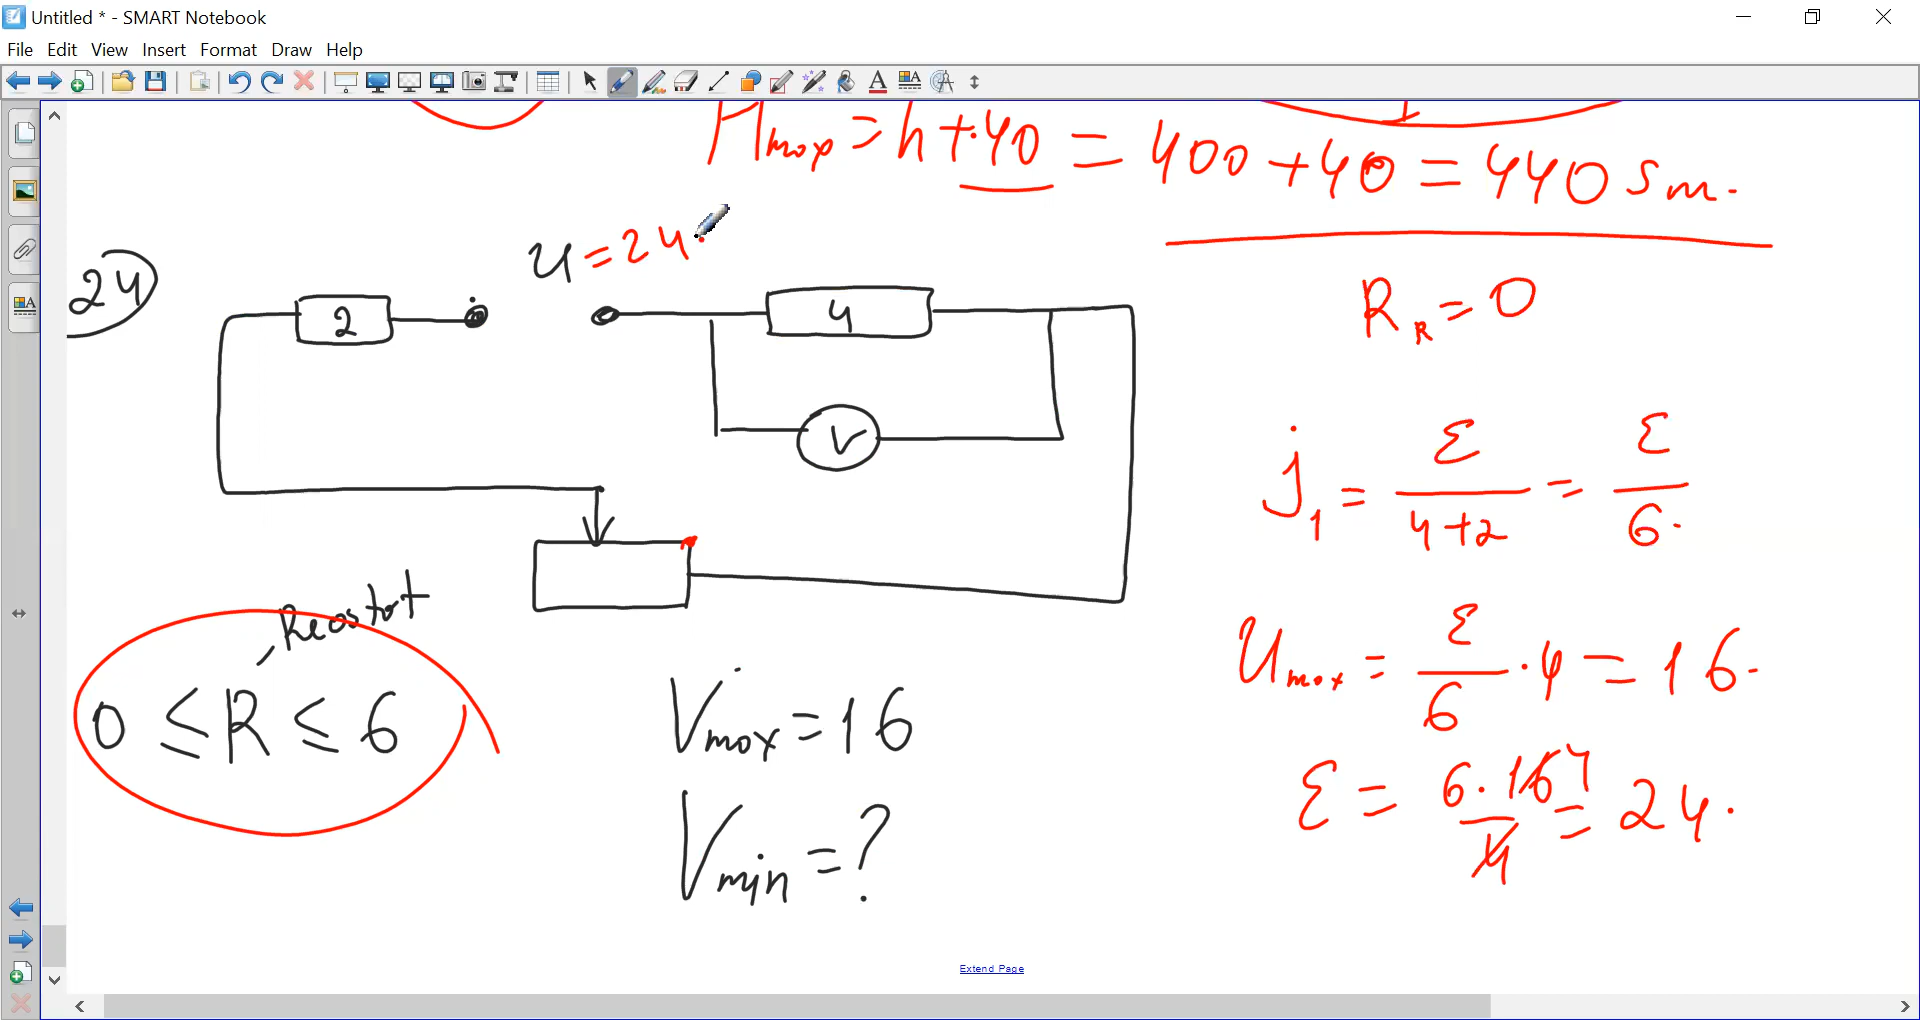 Untitled * - SMART Notebook
File Edit View Insert Format Draw Help
Hmax = h + 40 = 400 + 40 = 440 sm.
24
U = 24
2
4
V
R_R = 0
j₁ = ε/(4+2) = ε/6.
Reostat
0 ≤ R ≤ 6
Vmax = 16
Umax = ε/6 · 4 = 16.
ε = 6·16 4/4 = 24.
Vmin = ?
Extend Page